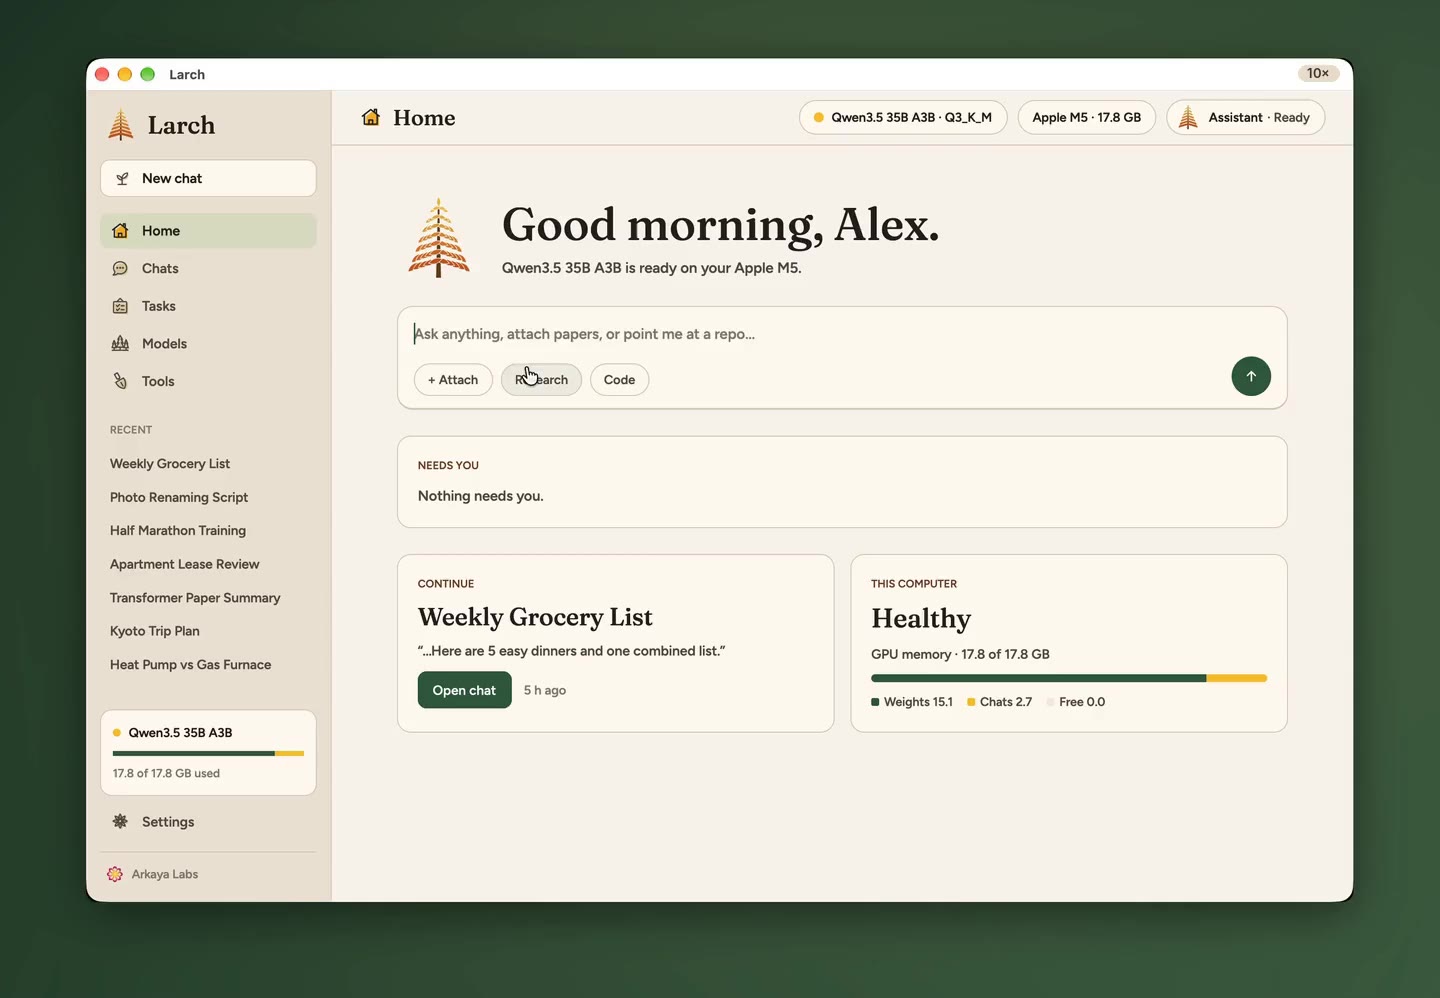 Larch
10×
Larch
New chat
Home
Chats
Tasks
Models
Tools
RECENT
Weekly Grocery List
Photo Renaming Script
Half Marathon Training
Apartment Lease Review
Transformer Paper Summary
Kyoto Trip Plan
Heat Pump vs Gas Furnace
Qwen3.5 35B A3B
17.8 of 17.8 GB used
Settings
Arkaya Labs
Home
Qwen3.5 35B A3B · Q3_K_M
Apple M5 · 17.8 GB
Assistant · Ready
Good morning, Alex.
Qwen3.5 35B A3B is ready on your Apple M5.
Ask anything, attach papers, or point me at a repo...
+ Attach
Research
Code
NEEDS YOU
Nothing needs you.
CONTINUE
Weekly Grocery List
“...Here are 5 easy dinners and one combined list.”
Open chat
5 h ago
THIS COMPUTER
Healthy
GPU memory · 17.8 of 17.8 GB
Weights 15.1
Chats 2.7
Free 0.0